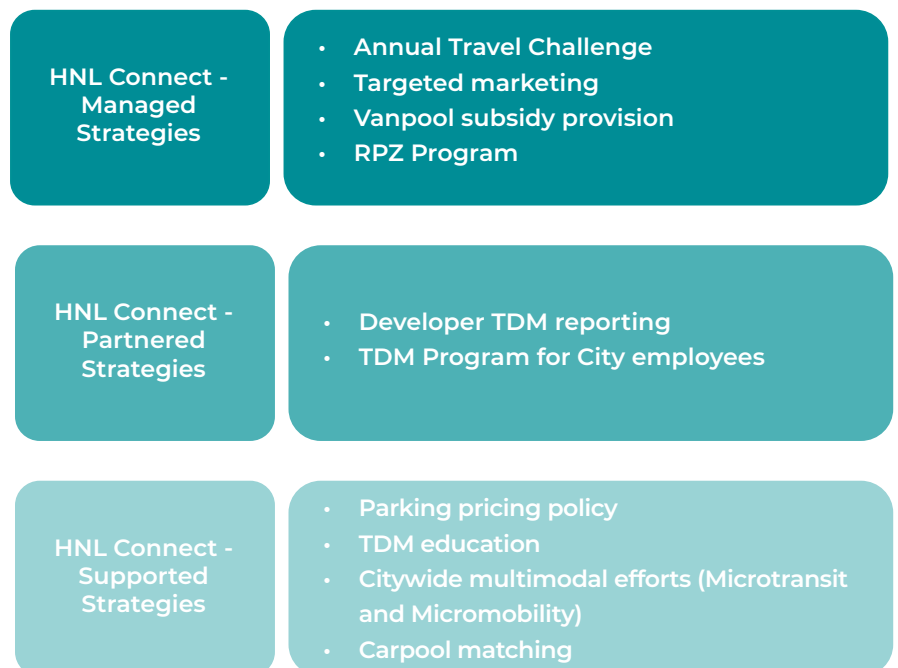 HNL Connect -
Managed
Strategies
• Annual Travel Challenge
• Targeted marketing
• Vanpool subsidy provision
• RPZ Program
HNL Connect -
Partnered
Strategies
• Developer TDM reporting
• TDM Program for City employees
HNL Connect -
Supported
Strategies
• Parking pricing policy
• TDM education
• Citywide multimodal efforts (Microtransit
and Micromobility)
• Carpool matching